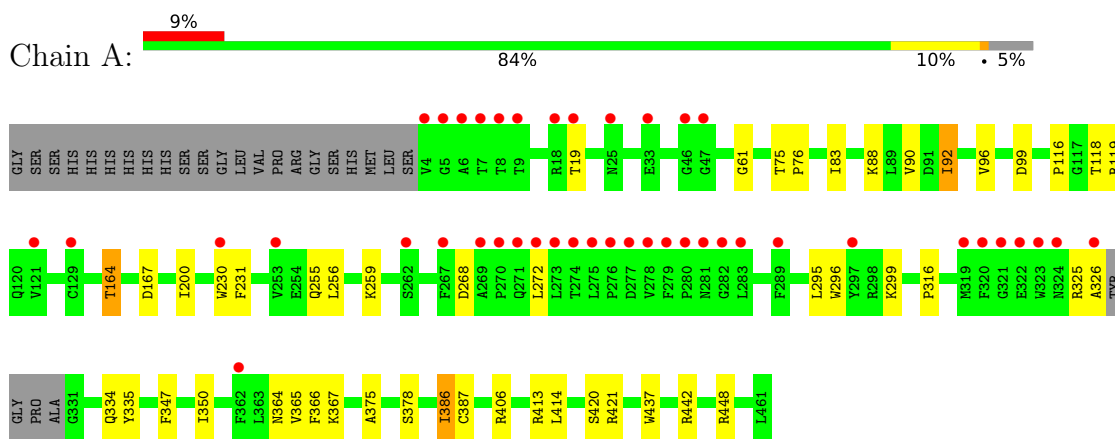 9%
Chain A:
84% 10% • 5%
GLY SER SER HIS HIS HIS HIS HIS HIS SER SER GLY LEU VAL PRO ARG GLY SER HIS MET LEU SER V4 G5 A6 T7 T8 T9 R18 T19 N25 E33 G46 G47 G61 T75 P76 I83 K88 L89 V90 D91 I92 V96 D99 P116 G117 T118 R119
Q120 V121 C129 T164 D167 I200 W230 F231 V253 E254 Q255 L256 K259 S262 F267 D268 A269 P270 Q271 L272 L273 T274 L275 P276 D277 V278 F279 P280 N281 G282 L283 F289 L295 W296 Y297 R298 K299 P316 M319 F320 G321 E322 W323 N324 R325 A326 TYR
GLY PRO ALA G331 Q334 Y335 F347 I350 F362 L363 N364 V365 F366 K367 A375 S378 I386 C387 R406 R413 L414 S420 R421 W437 R442 R448 L461